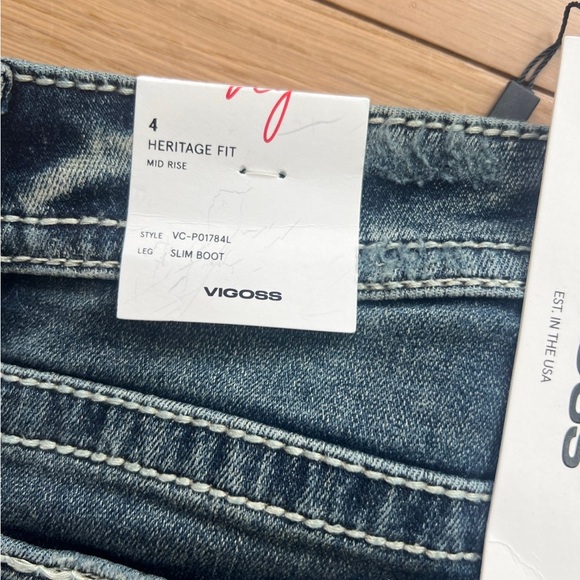 4
HERITAGE FIT
MID RISE
STYLE VC-P01784L
LEG SLIM BOOT
VIGOSS
EST. IN THE USA